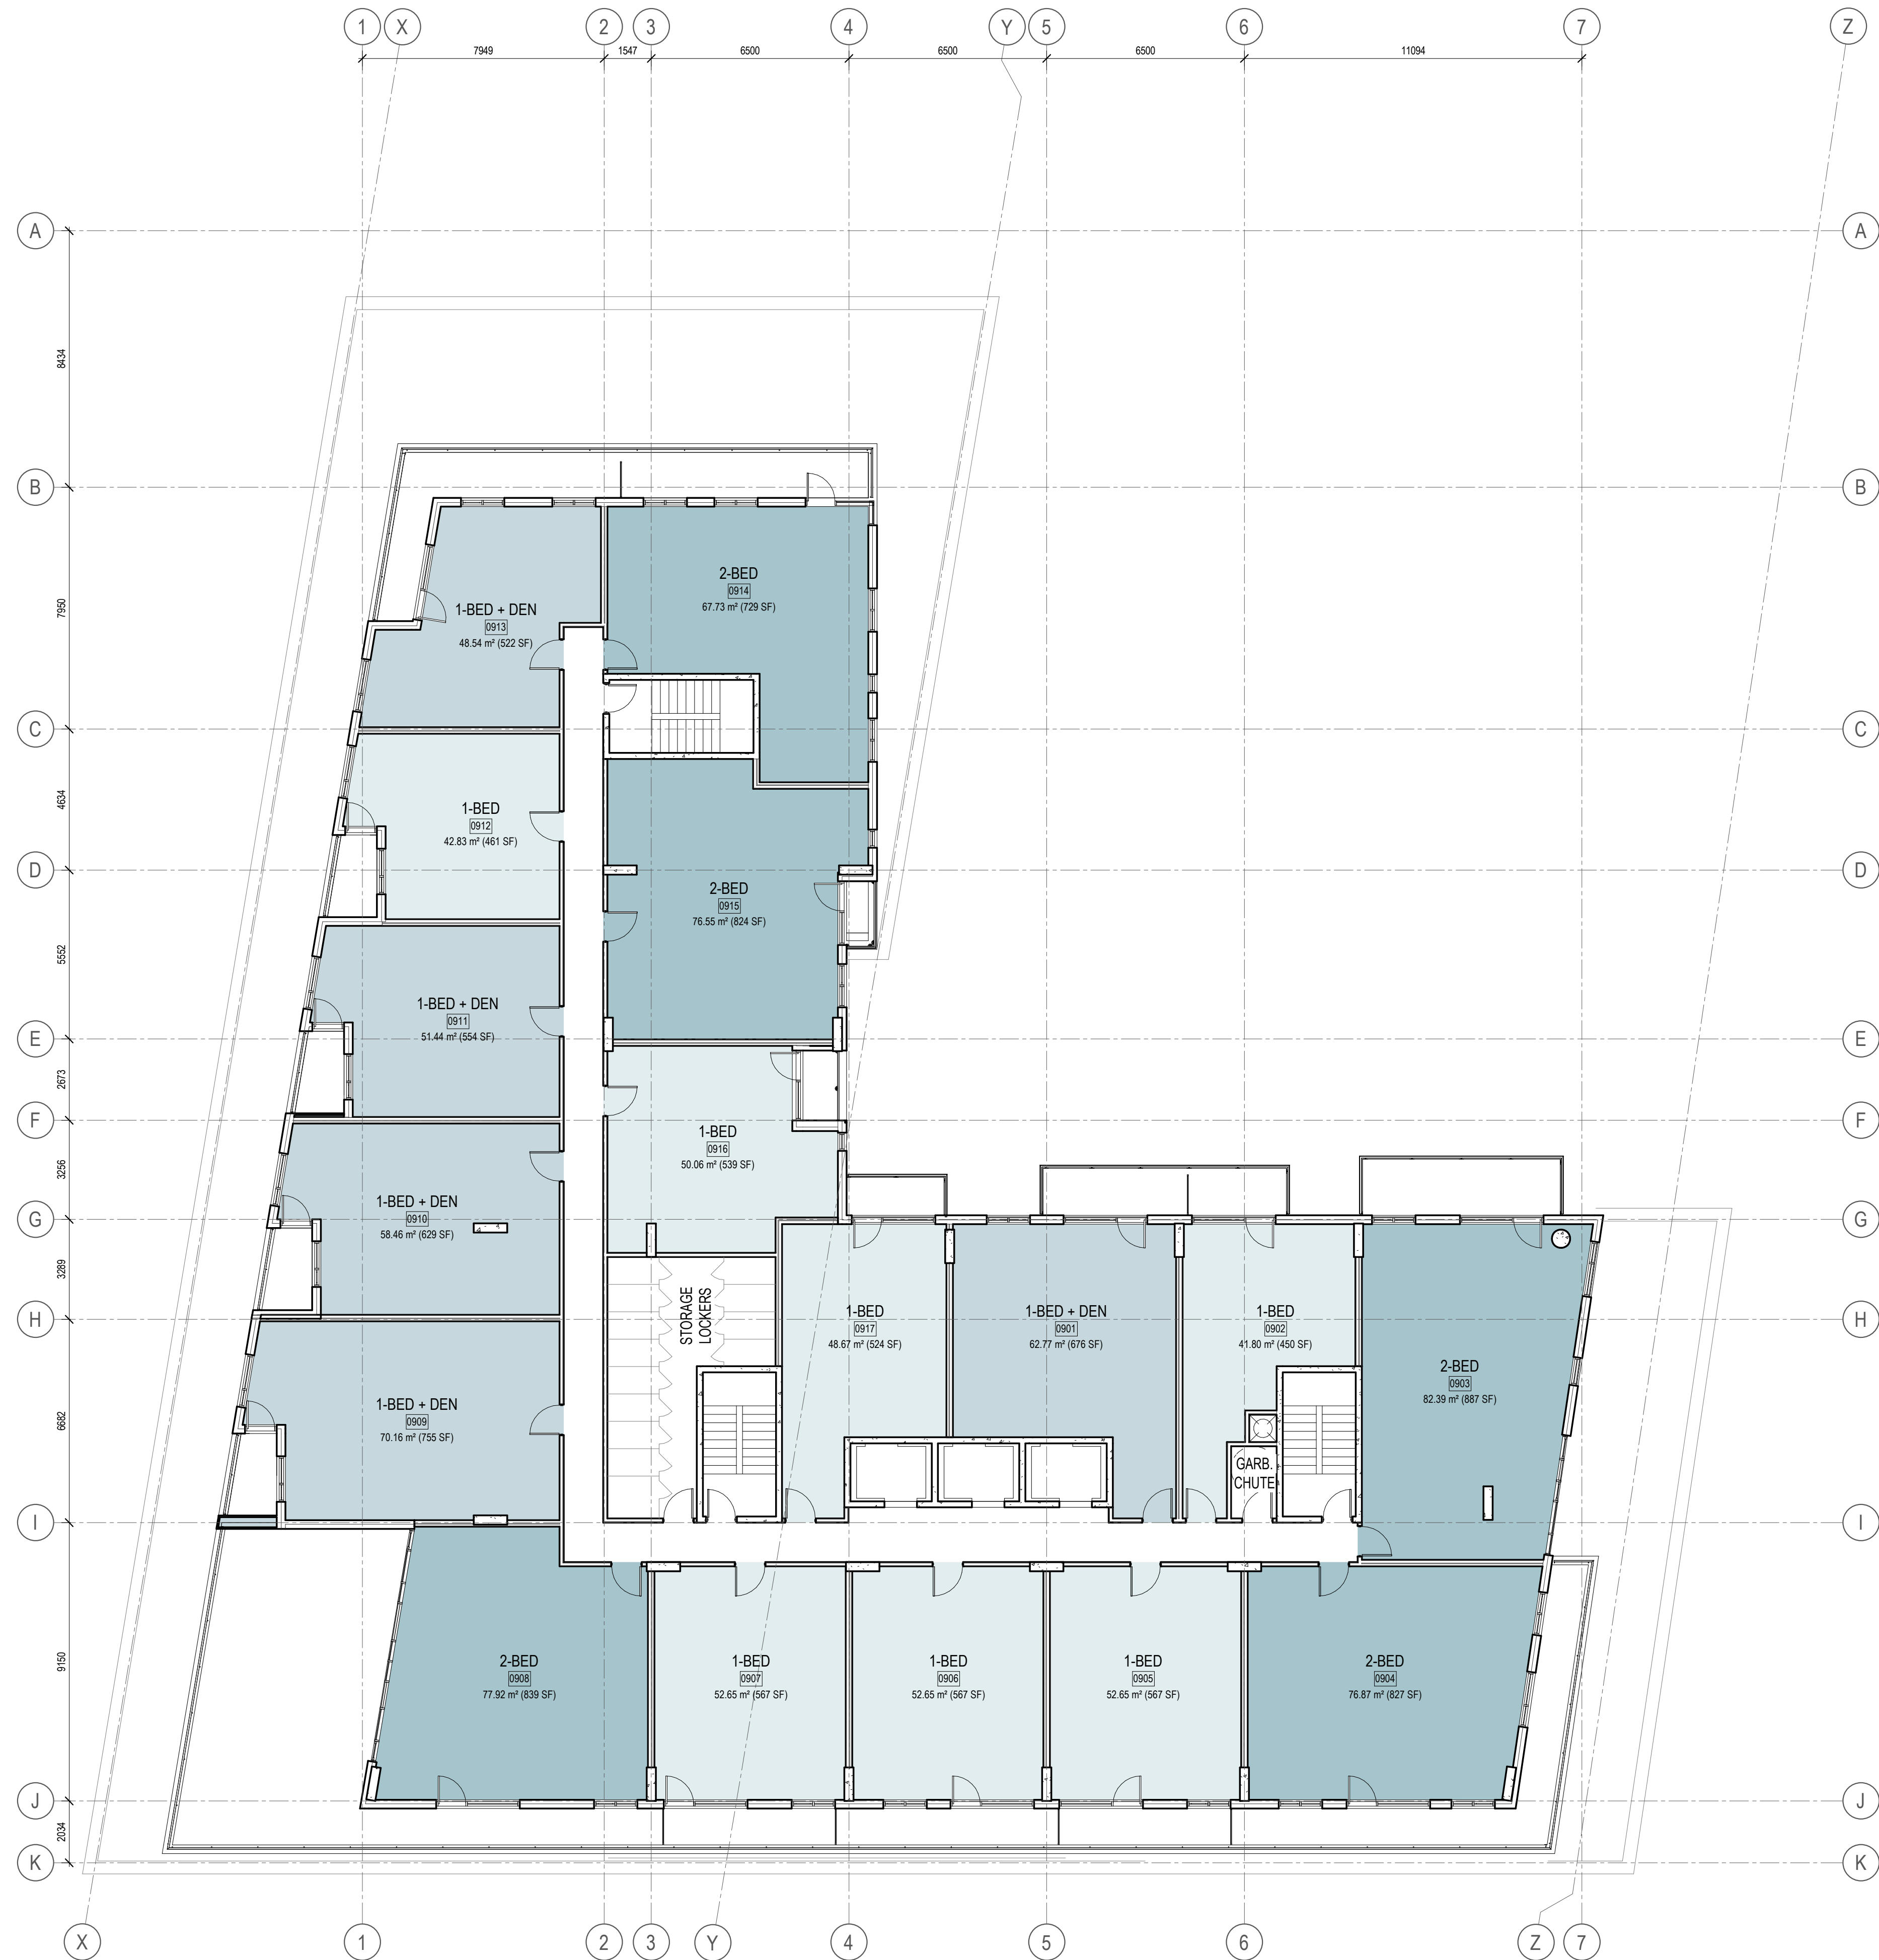 1
X
2
3
4
Y
5
6
7
Z
7949
1547
6500
6500
6500
11094
A
A
8434
B
B
2-BED
0914
67.73 m² (729 SF)
7950
1-BED + DEN
0913
48.54 m² (522 SF)
C
C
4634
1-BED
0912
42.83 m² (461 SF)
D
D
2-BED
0915
76.55 m² (824 SF)
5552
1-BED + DEN
0911
51.44 m² (554 SF)
E
E
2673
F
F
1-BED
0916
50.06 m² (539 SF)
3256
1-BED + DEN
0910
58.46 m² (629 SF)
G
G
3289
STORAGE
LOCKERS
1-BED
0917
48.67 m² (524 SF)
1-BED + DEN
0901
62.77 m² (676 SF)
1-BED
0902
41.80 m² (450 SF)
H
H
2-BED
0903
82.39 m² (887 SF)
6682
1-BED + DEN
0909
70.16 m² (755 SF)
GARB.
CHUTE
I
I
9150
2-BED
0908
77.92 m² (839 SF)
1-BED
0907
52.65 m² (567 SF)
1-BED
0906
52.65 m² (567 SF)
1-BED
0905
52.65 m² (567 SF)
2-BED
0904
76.87 m² (827 SF)
J
J
2034
K
K
X
1
2
3
Y
4
5
6
Z
7